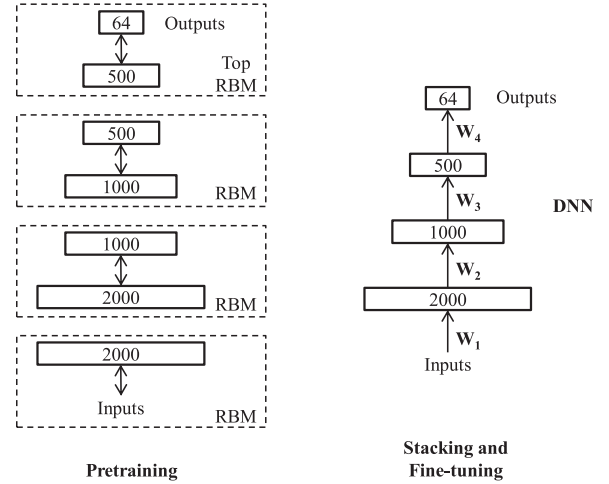 64 Outputs
500
Top
RBM
500
1000
RBM
1000
2000
RBM
2000
Inputs
RBM
Pretraining
64 Outputs
W4
500
W3
DNN
1000
W2
2000
W1
Inputs
Stacking and
Fine-tuning